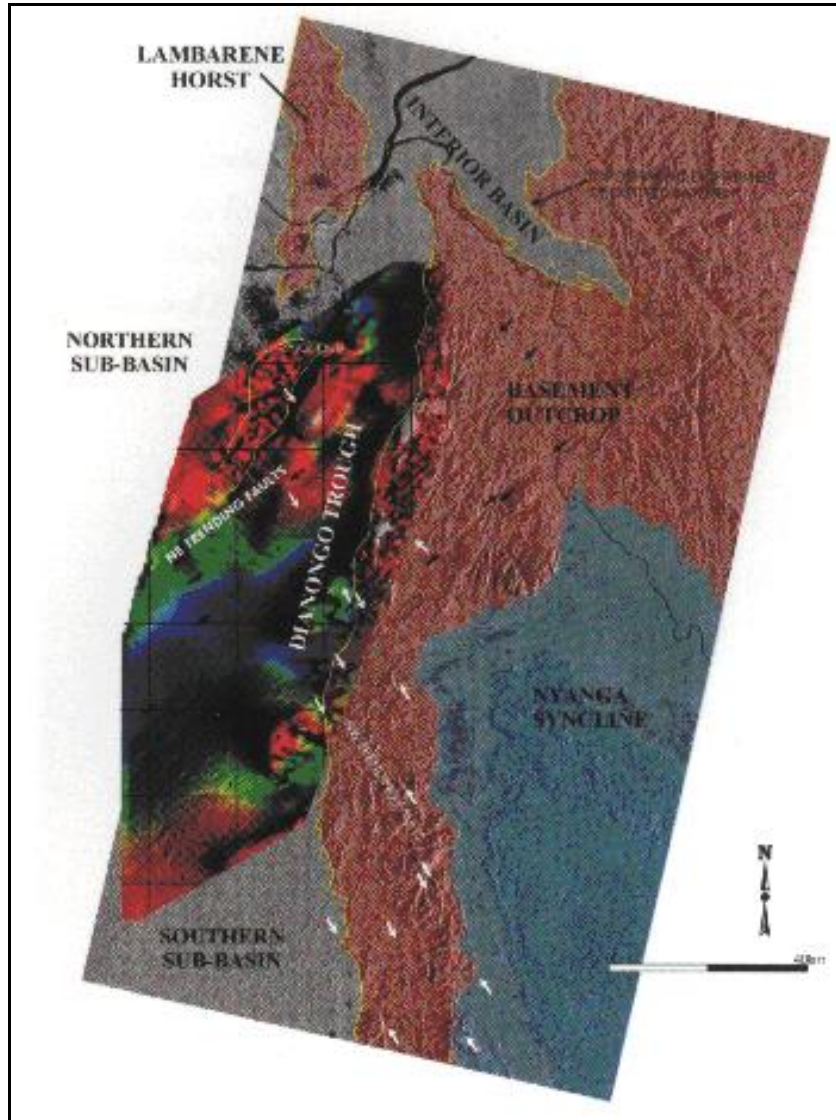 LAMBARENE
HORST
INTERIOR BASIN
NORTHERN
SUB-BASIN
BASEMENT
OUTCROP
NE TRENDING FAULTS
DIANONGO TROUGH
NYANGA
SYNCLINE
N
40km
SOUTHERN
SUB-BASIN